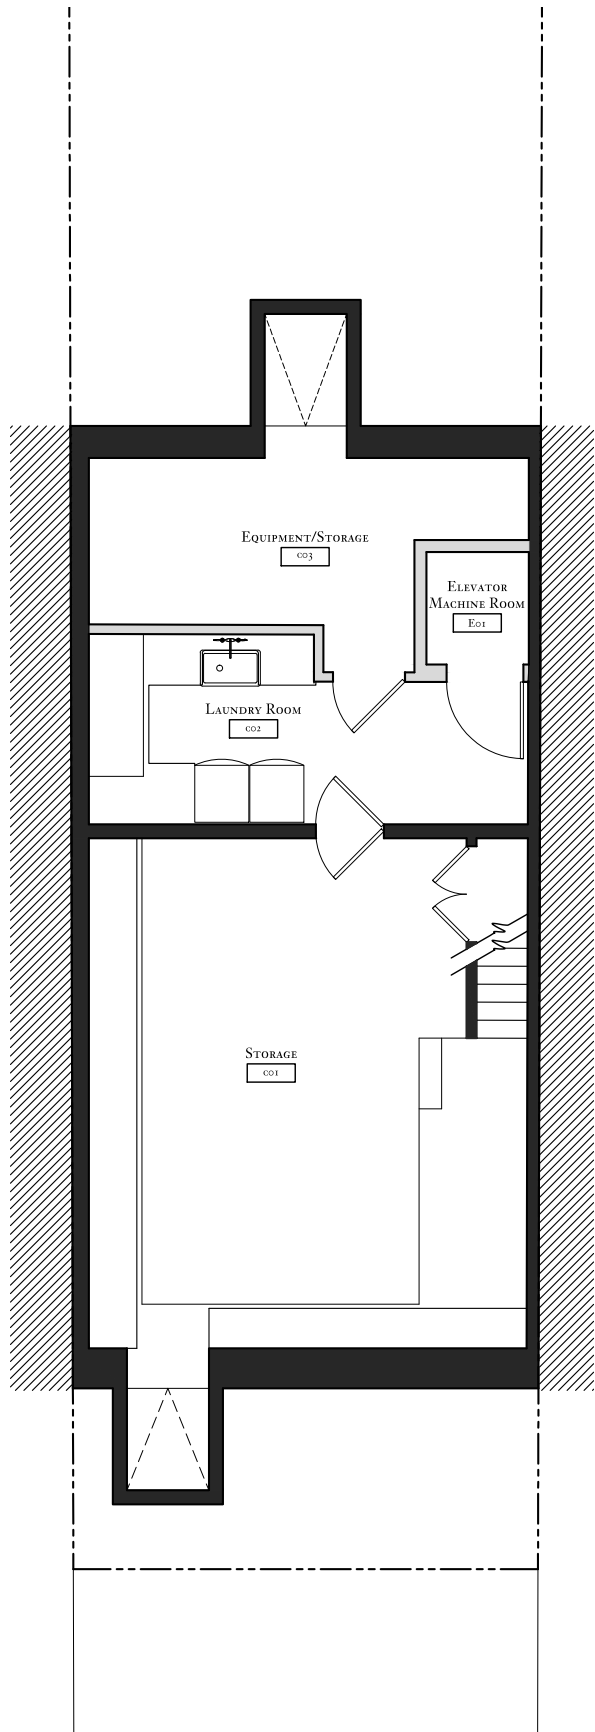 Equipment/Storage
C03
Elevator
Machine Room
E01
Laundry Room
C02
Storage
C01